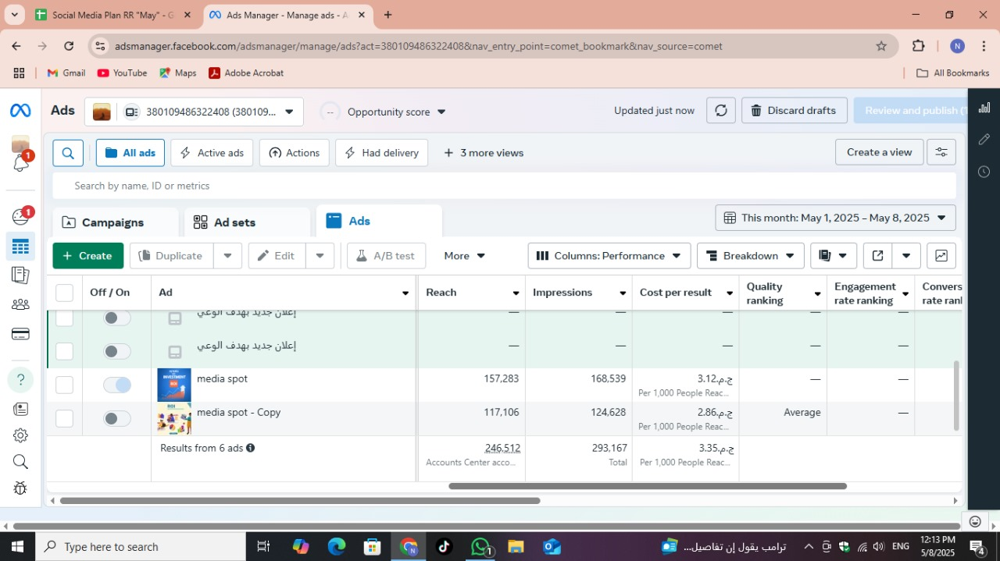 Social Media Plan RR "May" - G
Ads Manager - Manage ads - A
adsmanager.facebook.com/adsmanager/manage/ads?act=380109486322408&nav_entry_point=comet_bookmark&nav_source=comet
N
Gmail
YouTube
Maps
Adobe Acrobat
All Bookmarks
Ads
380109486322408 (380109...
--
Opportunity score
Updated just now
Discard drafts
Review and publish (1
1
All ads
Active ads
Actions
Had delivery
+ 3 more views
Create a view
Search by name, ID or metrics
1
Campaigns
Ad sets
Ads
This month: May 1, 2025 – May 8, 2025
+ Create
Duplicate
Edit
A/B test
More
Columns: Performance
Breakdown
Off / On
Ad
Reach
Impressions
Cost per result
Quality ranking
Engagement rate ranking
Convers rate ranl
إعلان جديد بهدف الوعي
— — — — —
إعلان جديد بهدف الوعي
— — — — —
media spot
157,283
168,539
ج.م.3.12
Per 1,000 People Reac...
—
—
media spot - Copy
117,106
124,628
ج.م.2.86
Per 1,000 People Reac...
Average
—
Results from 6 ads
246,512
Accounts Center acco...
293,167
Total
ج.م.3.35
Per 1,000 People Reac...
Type here to search
1
ترامب يقول إن تفاصيل...
ENG
12:13 PM
5/8/2025
4